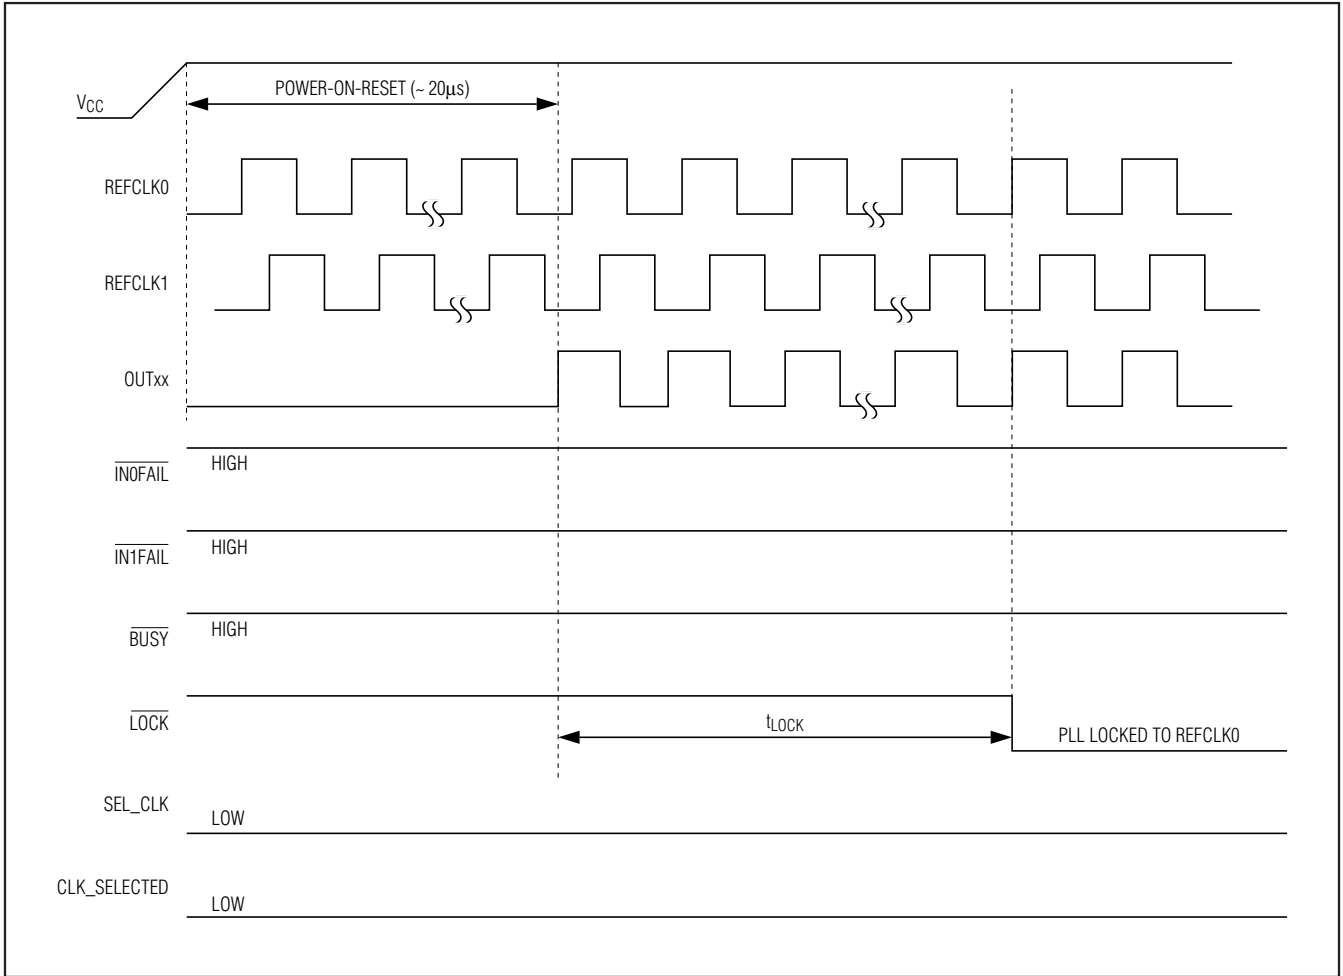 POWER-ON-RESET (~ 20μs)
VCC
REFCLK0
REFCLK1
OUTxx
IN0FAIL
HIGH
IN1FAIL
HIGH
BUSY
HIGH
LOCK
tLOCK
PLL LOCKED TO REFCLK0
SEL_CLK
LOW
CLK_SELECTED
LOW